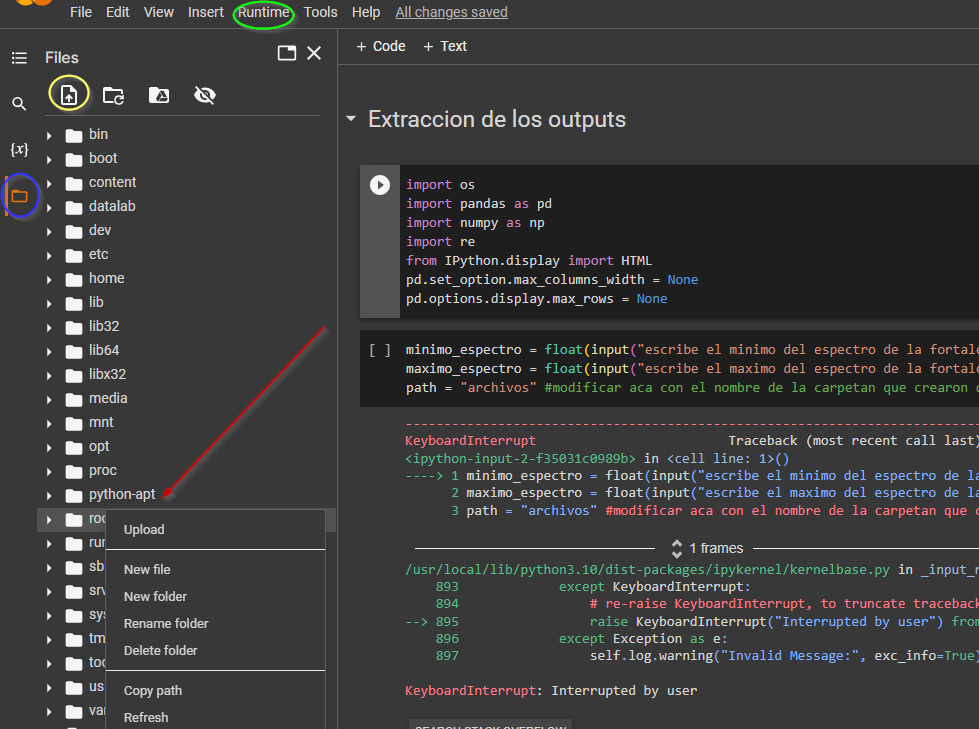 File Edit View Insert Runtime Tools Help All changes saved
Files
+ Code + Text
{x}
bin
boot
content
datalab
dev
etc
home
lib
lib32
lib64
libx32
media
mnt
opt
proc
python-apt
Upload
New file
New folder
Rename folder
Delete folder
Copy path
Refresh
Extraccion de los outputs
import os
import pandas as pd
import numpy as np
import re
from IPython.display import HTML
pd.set_option.max_columns_width = None
pd.options.display.max_rows = None
[ ] minimo_espectro = float(input("escribe el minimo del espectro de la fortale
maximo_espectro = float(input("escribe el maximo del espectro de la fortale
path = "archivos" #modificar aca con el nombre de la carpetan que crearon
---------------------------------------------------------------------------
KeyboardInterrupt Traceback (most recent call last)
<ipython-input-2-f35031c0989b> in <cell line: 1>()
----> 1 minimo_espectro = float(input("escribe el minimo del espectro de la
2 maximo_espectro = float(input("escribe el maximo del espectro de la
3 path = "archivos" #modificar aca con el nombre de la carpetan que
1 frames
/usr/local/lib/python3.10/dist-packages/ipykernel/kernelbase.py in _input_r
893 except KeyboardInterrupt:
894 # re-raise KeyboardInterrupt, to truncate traceback
--> 895 raise KeyboardInterrupt("Interrupted by user") from
896 except Exception as e:
897 self.log.warning("Invalid Message:", exc_info=True)
KeyboardInterrupt: Interrupted by user
SEARCH STACK OVERFLOW